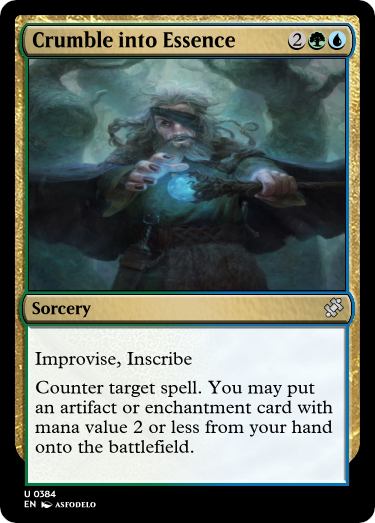 Crumble into Essence 2
Sorcery
Improvise, Inscribe
Counter target spell. You may put
an artifact or enchantment card with
mana value 2 or less from your hand
onto the battlefield.
U 0384
EN ASFODELO